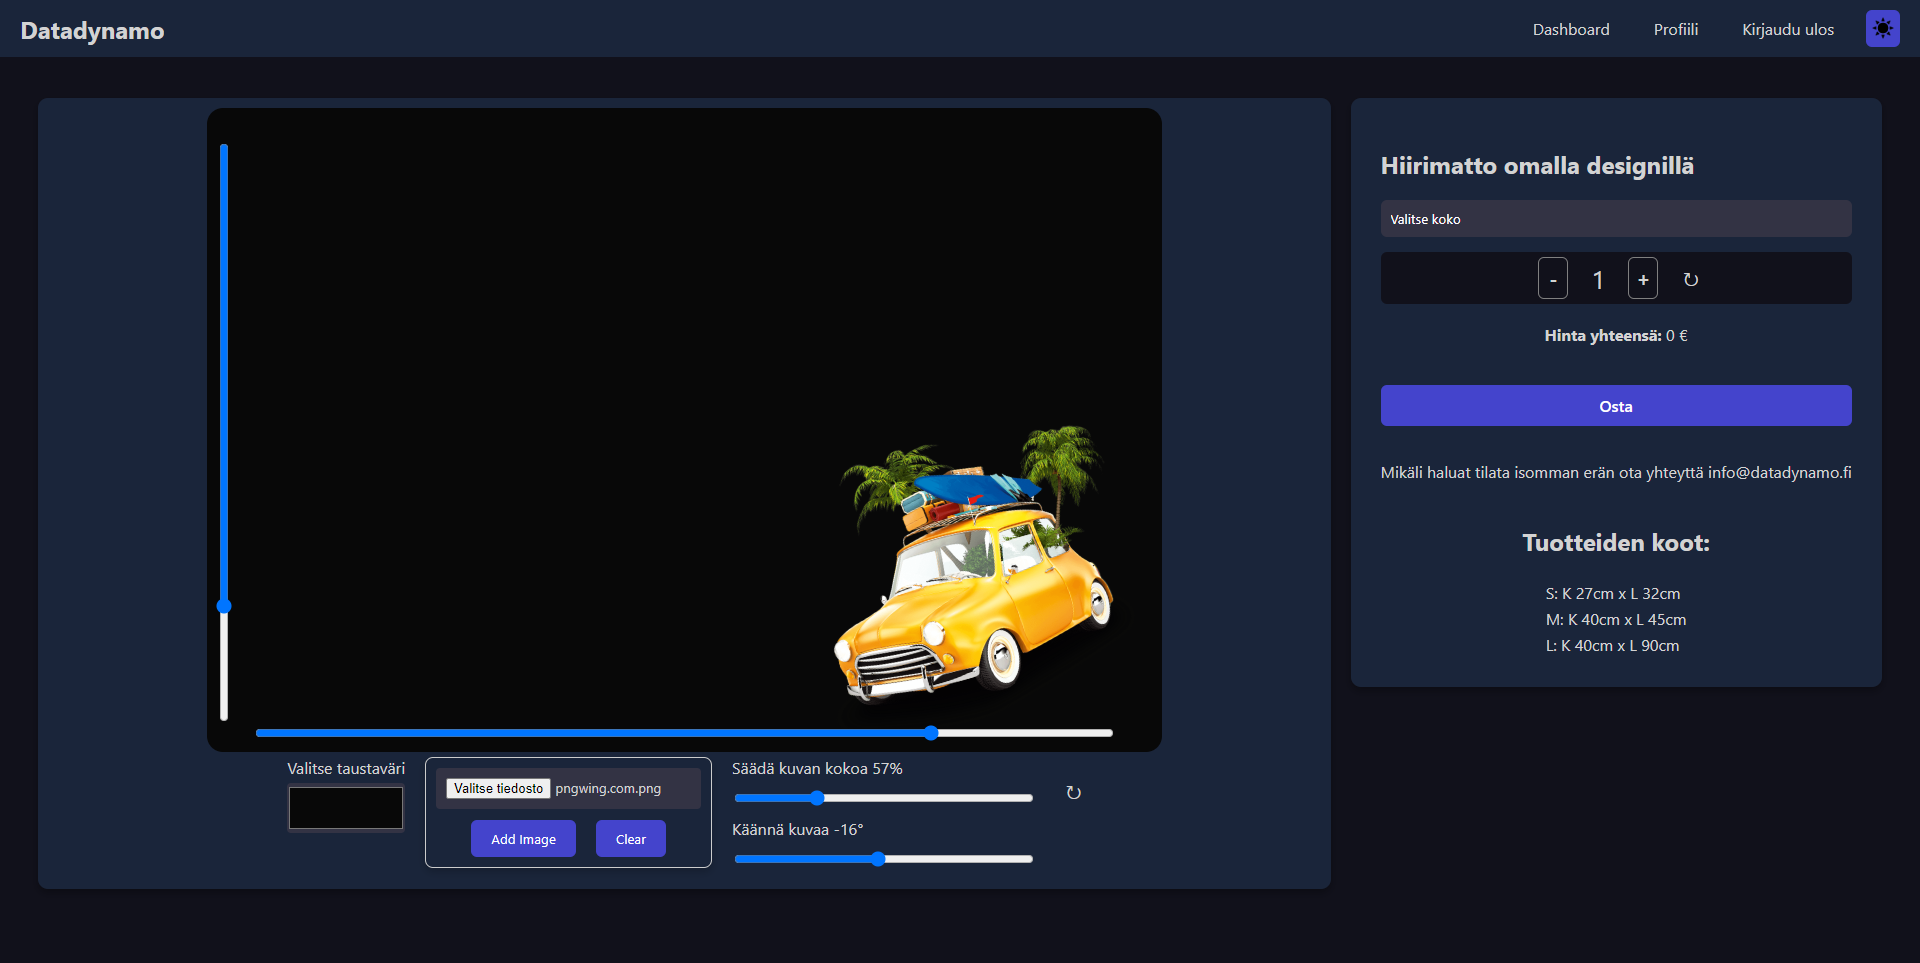 Datadynamo
Dashboard
Profiili
Kirjaudu ulos
Hiirimatto omalla designillä
Valitse koko
- 1 + ↻
Hinta yhteensä: 0 €
Osta
Mikäli haluat tilata isomman erän ota yhteyttä info@datadynamo.fi
Tuotteiden koot:
S: K 27cm x L 32cm
M: K 40cm x L 45cm
L: K 40cm x L 90cm
Valitse taustaväri
Valitse tiedosto pngwing.com.png
Add Image
Clear
Säädä kuvan kokoa 57%
↻
Käännä kuvaa -16°